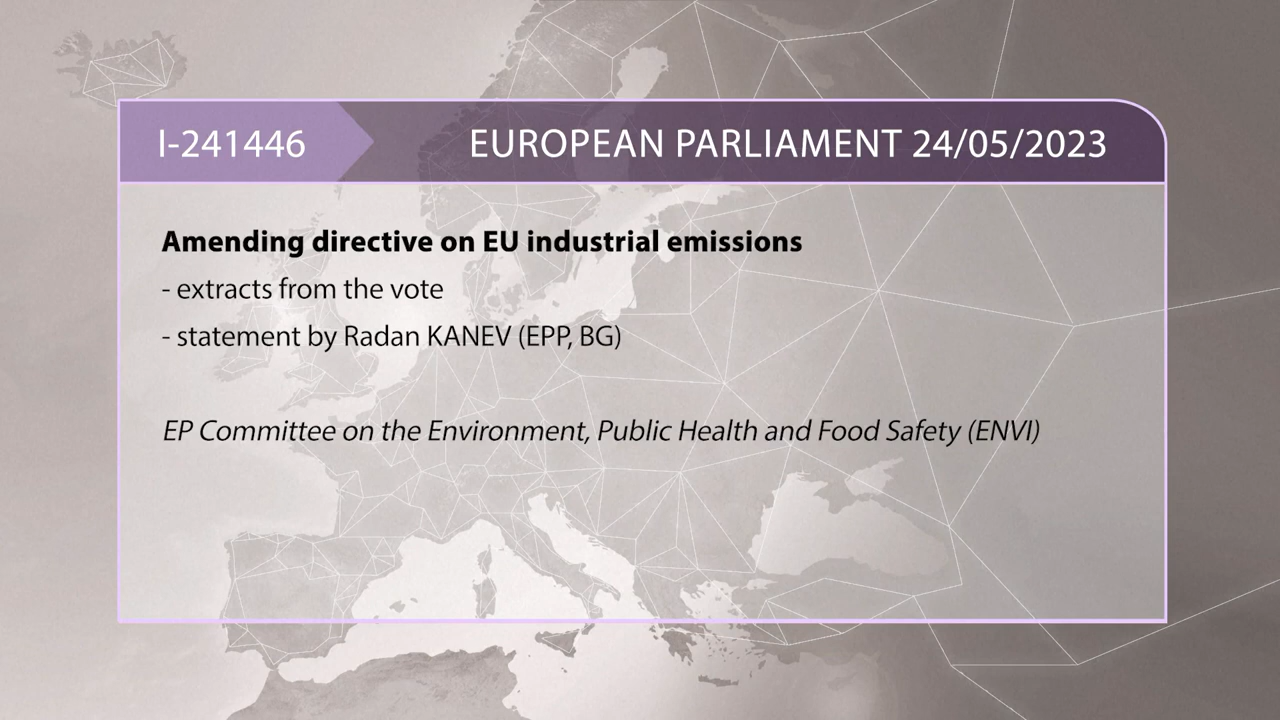 I-241446
EUROPEAN PARLIAMENT 24/05/2023
Amending directive on EU industrial emissions
- extracts from the vote
- statement by Radan KANEV (EPP, BG)
EP Committee on the Environment, Public Health and Food Safety (ENVI)